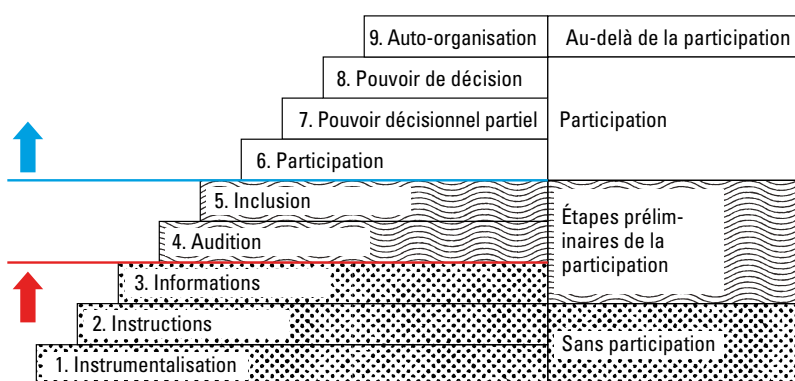 9. Auto-organisation
Au-delà de la participation
8. Pouvoir de décision
7. Pouvoir décisionnel partiel
Participation
6. Participation
5. Inclusion
4. Audition
Étapes prélim-
inaires de la
participation
3. Informations
2. Instructions
1. Instrumentalisation
Sans participation